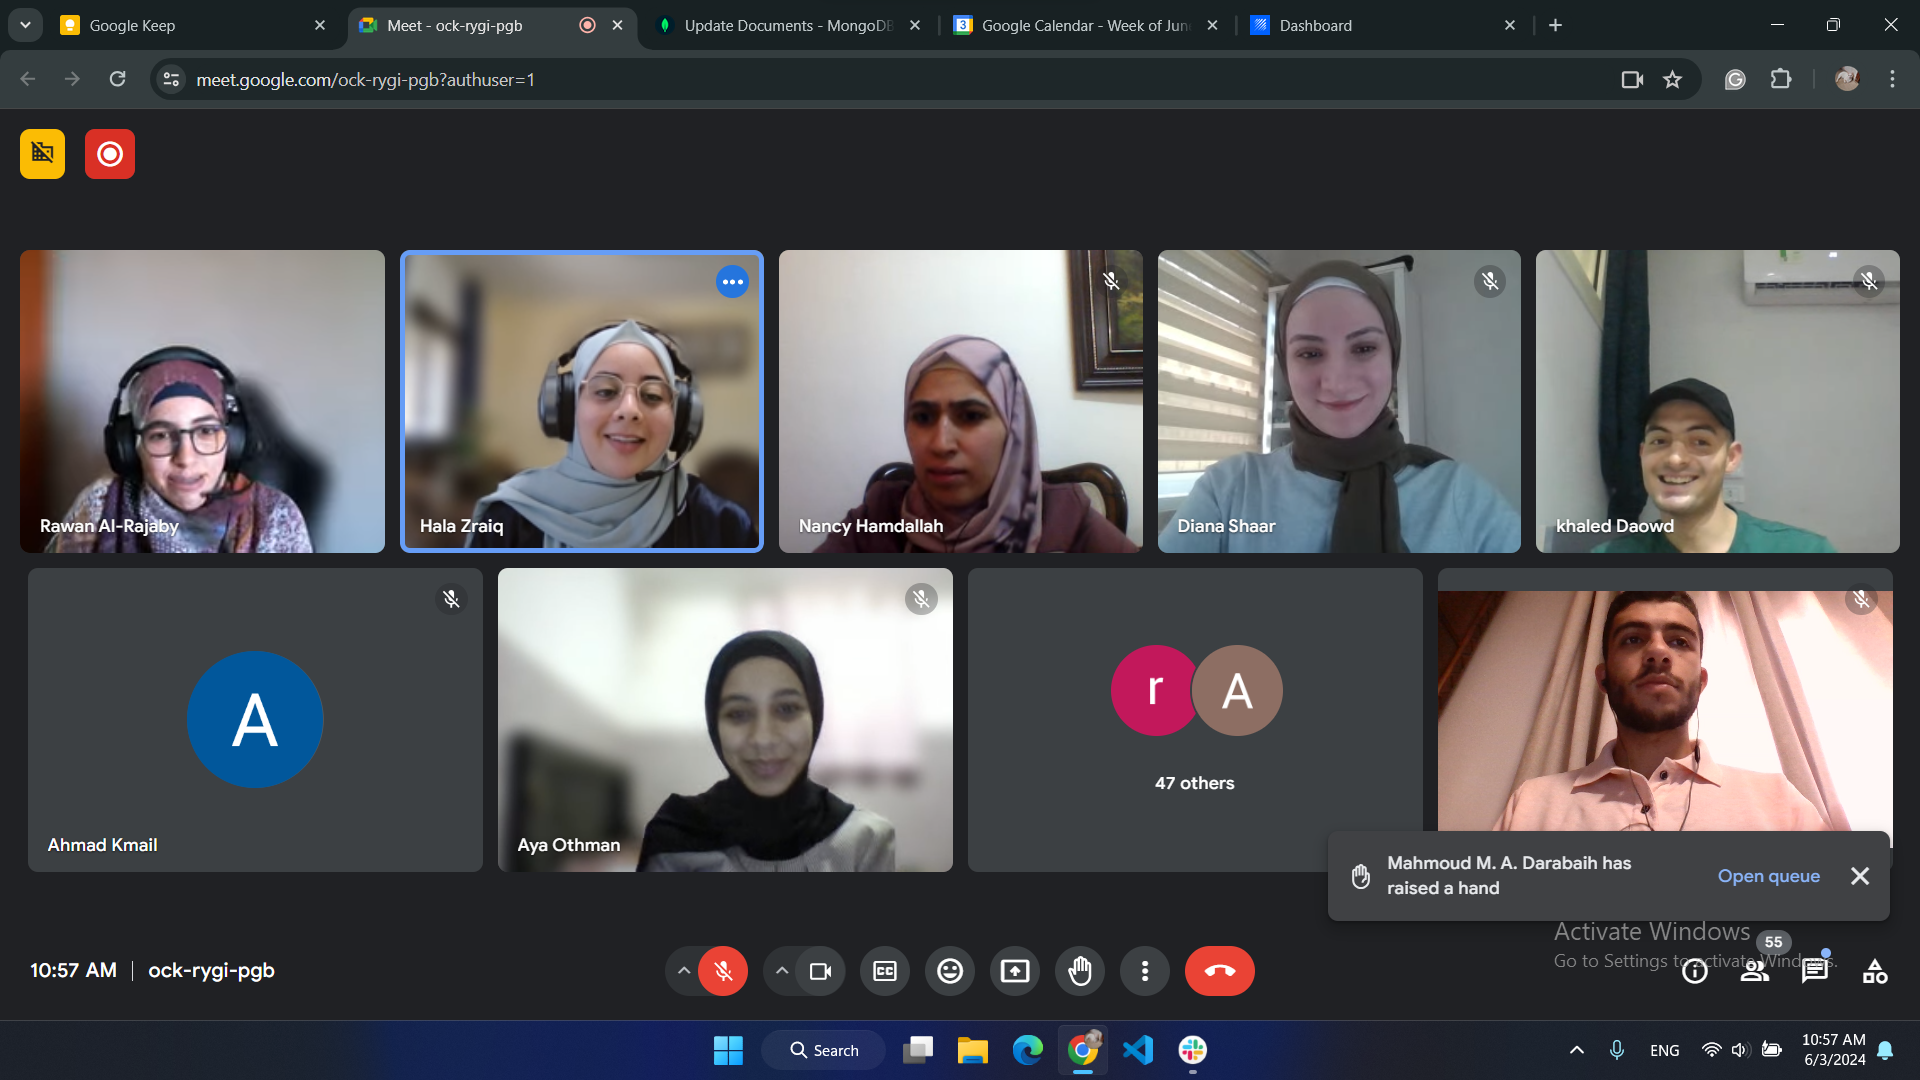 Google Keep
Meet - ock-rygi-pgb
Update Documents - MongoDB
Google Calendar - Week of June
Dashboard
meet.google.com/ock-rygi-pgb?authuser=1
Rawan Al-Rajaby
Hala Zraiq
Nancy Hamdallah
Diana Shaar
khaled Daowd
A
Ahmad Kmail
Aya Othman
r
A
47 others
Mahmoud M. A. Darabaih has
raised a hand
Open queue
Activate Windows
Go to Settings to activate Windows.
55
10:57 AM
ock-rygi-pgb
CC
Search
ENG
10:57 AM
6/3/2024